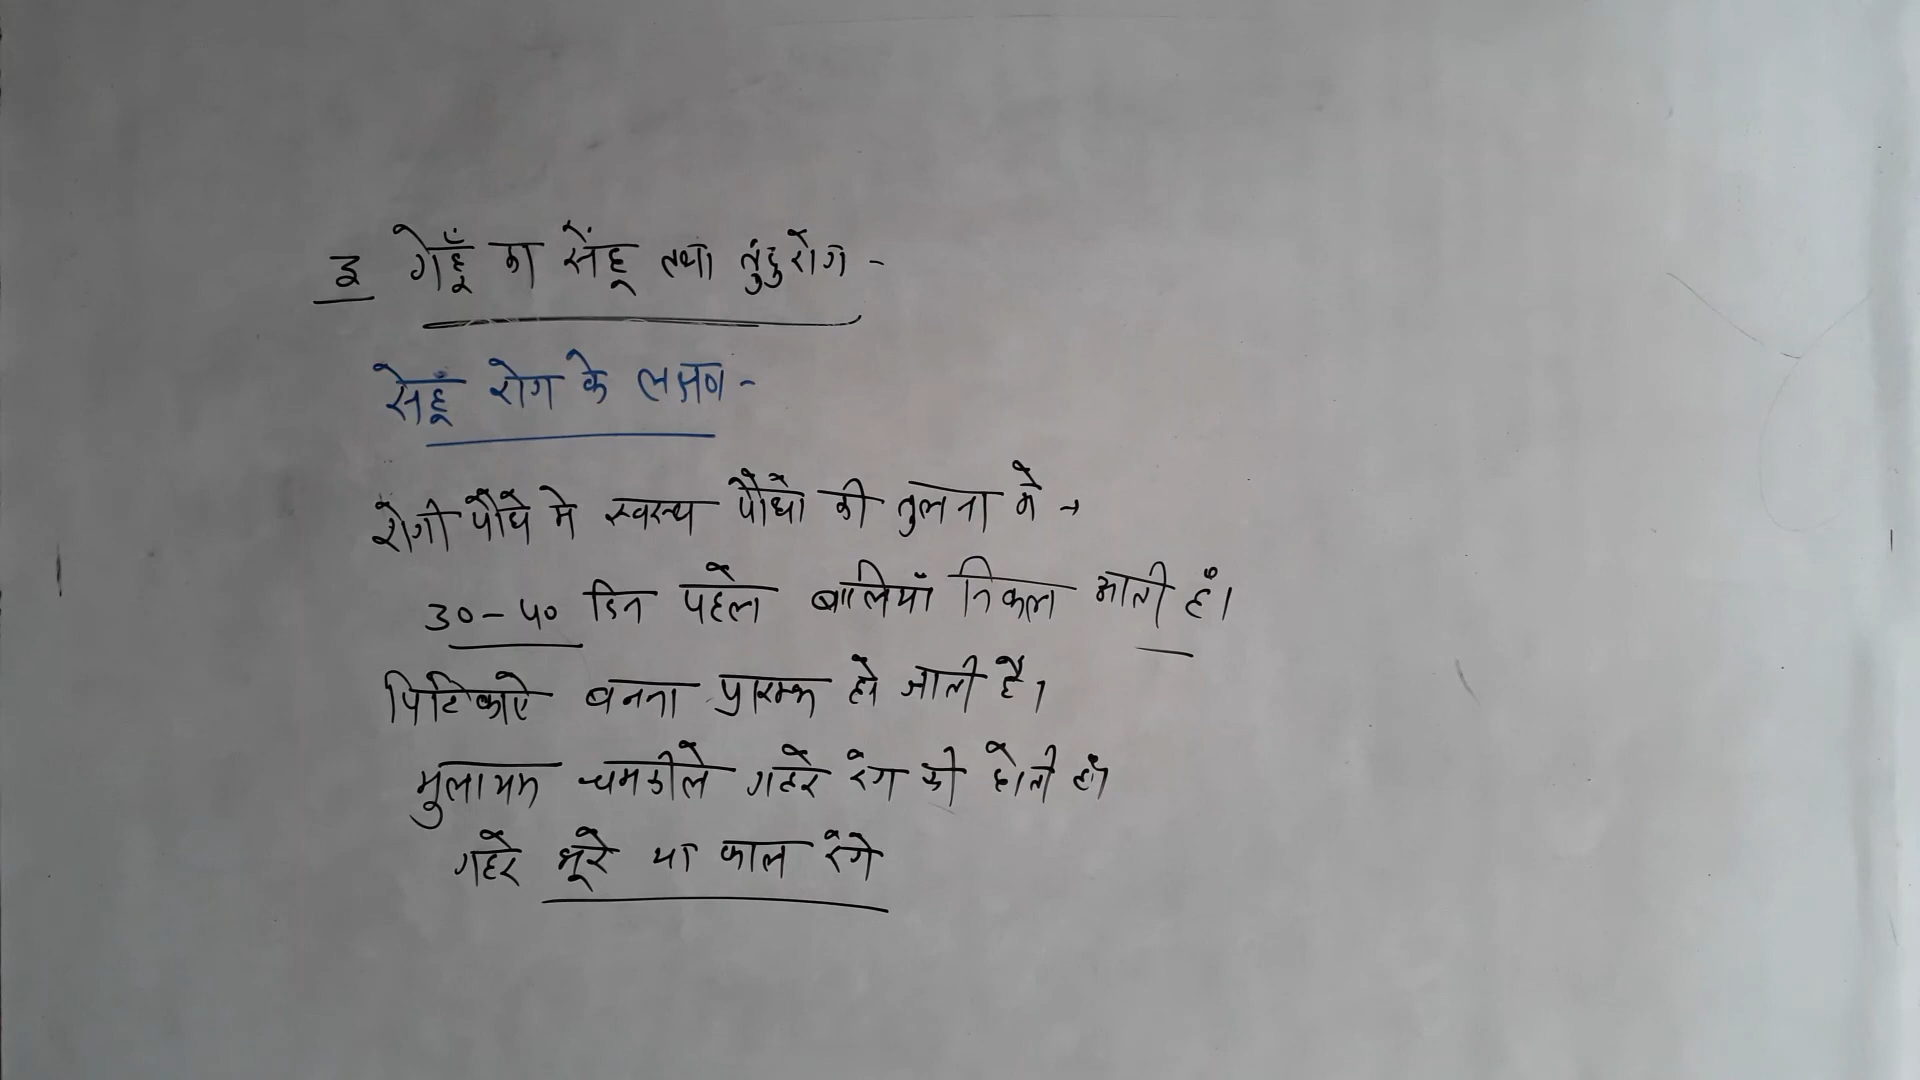 3 गेहूँ का सेंहू तथा तुंदुरोग -
सेहूँ रोग के लक्षण -
रोगी पौधे मे स्वस्थ पौधो की तुलना मे →
30-40 दिन पहले बालियाँ निकल आती हैं।
पिटिकाऐ बनना प्रारम्भ हो जाती है।
मुलायम चमकीले गहरे रंग की होती हैं।
गहरे भूरे या काले रंगे